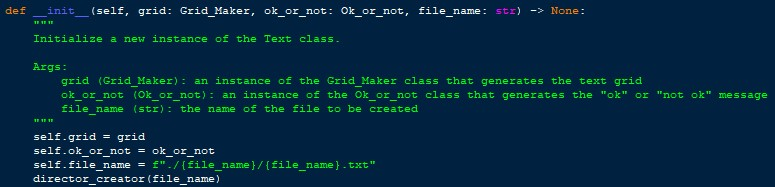 def __init__(self, grid: Grid_Maker, ok_or_not: Ok_or_not, file_name: str) -> None:
    """
    Initialize a new instance of the Text class.

    Args:
        grid (Grid_Maker): an instance of the Grid_Maker class that generates the text grid
        ok_or_not (Ok_or_not): an instance of the Ok_or_not class that generates the "ok" or "not ok" message
        file_name (str): the name of the file to be created
    """
    self.grid = grid
    self.ok_or_not = ok_or_not
    self.file_name = f"./{file_name}/{file_name}.txt"
    director_creator(file_name)